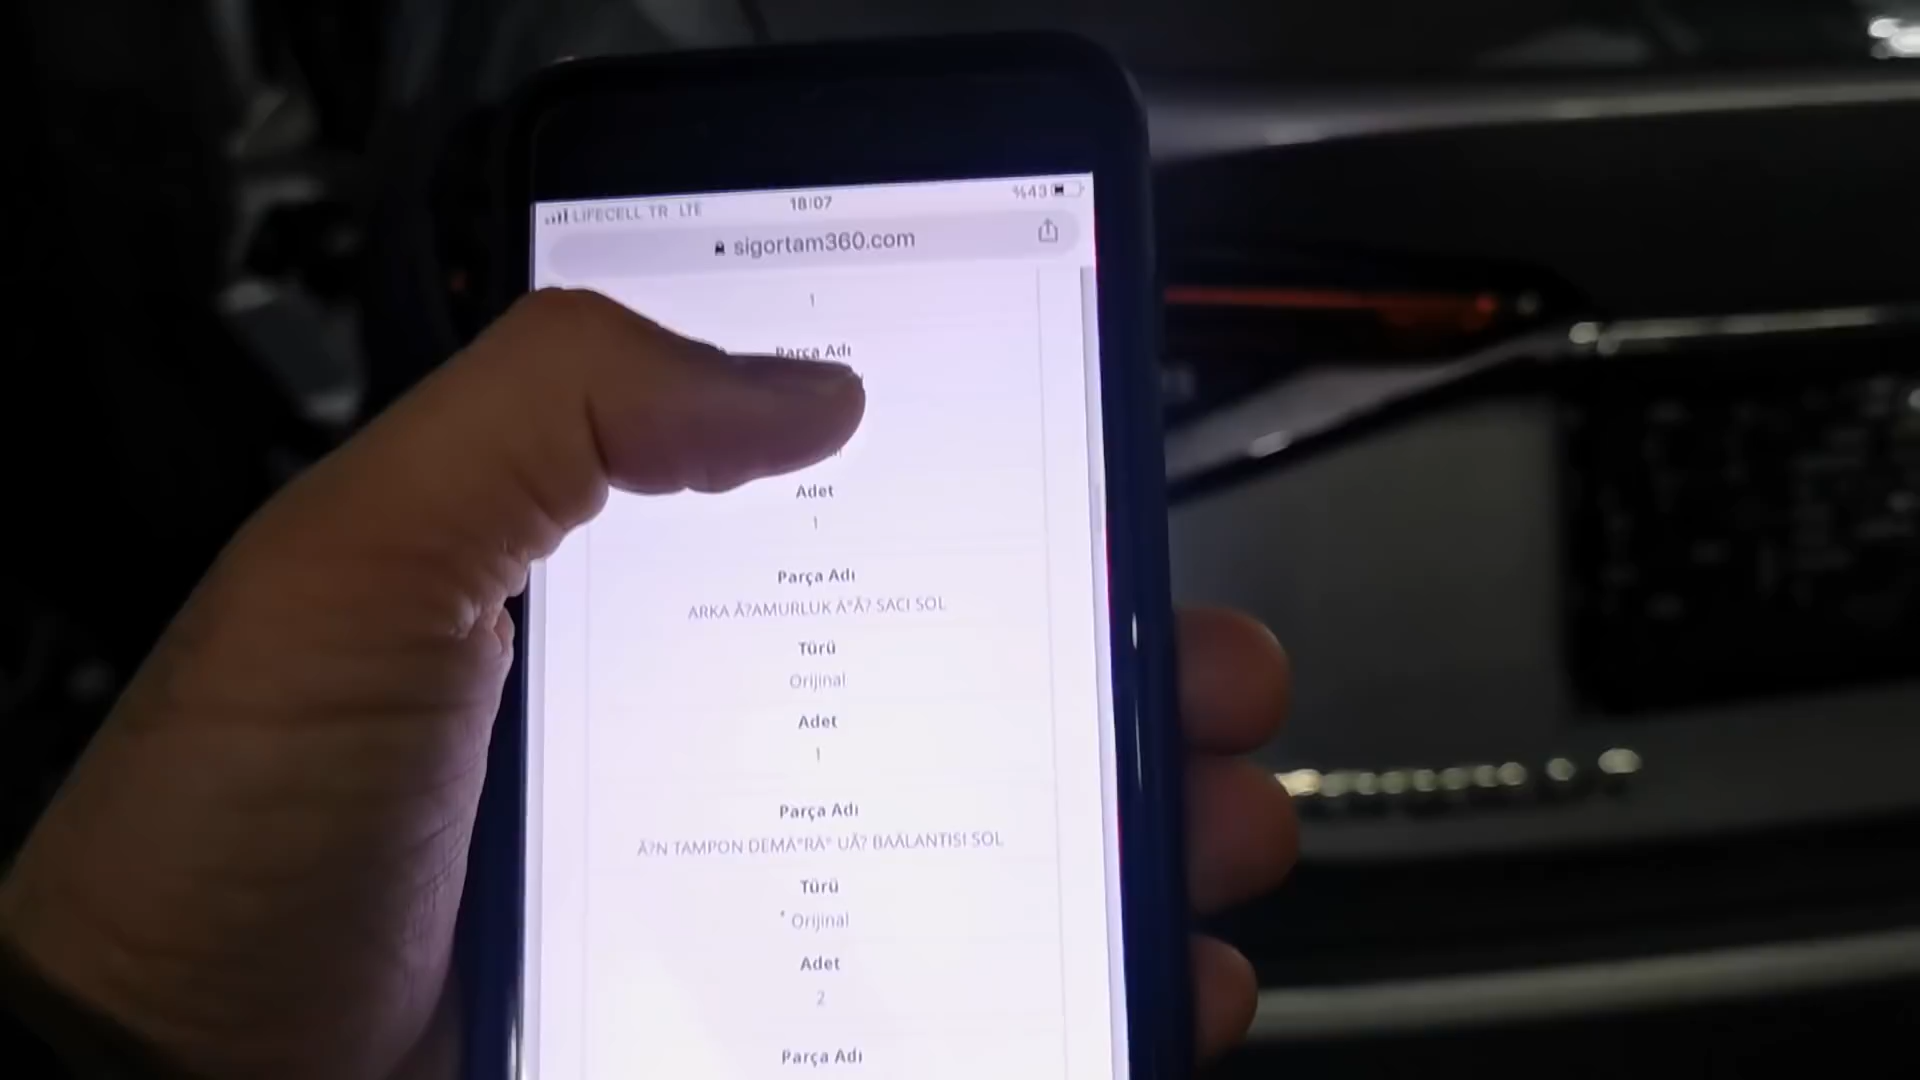 LIFECELL TR LTE 18:07 %43
sigortam360.com
1
Parça Adı
Adet
1
Parça Adı
ARKA Ã?AMURLUK Ä°Ã? SACI SOL
Türü
Orijinal
Adet
1
Parça Adı
Ã?N TAMPON DEMÄ°RÄ° UÃ? BAÄLANTISI SOL
Türü
Orijinal
Adet
2
Parça Adı